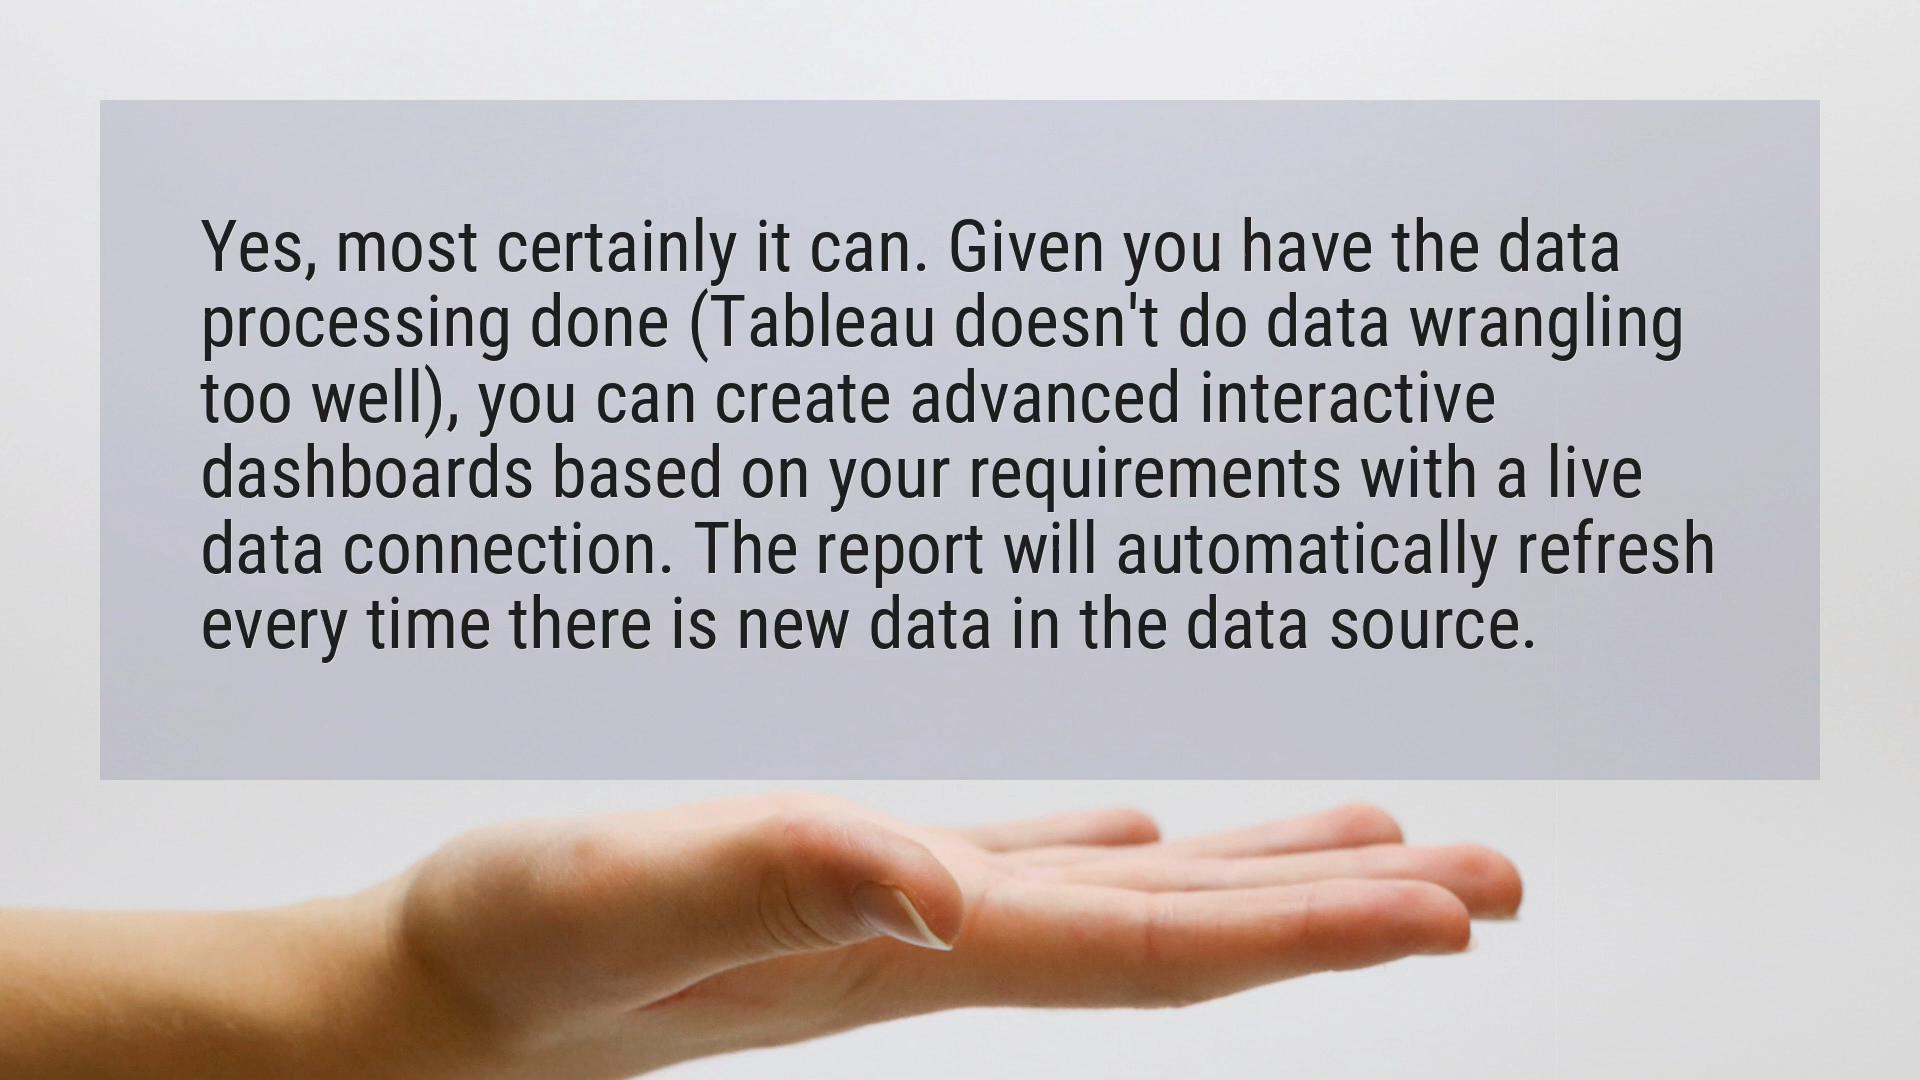 Yes, most certainly it can. Given you have the data
processing done (Tableau doesn't do data wrangling
too well), you can create advanced interactive
dashboards based on your requirements with a live
data connection. The report will automatically refresh
every time there is new data in the data source.